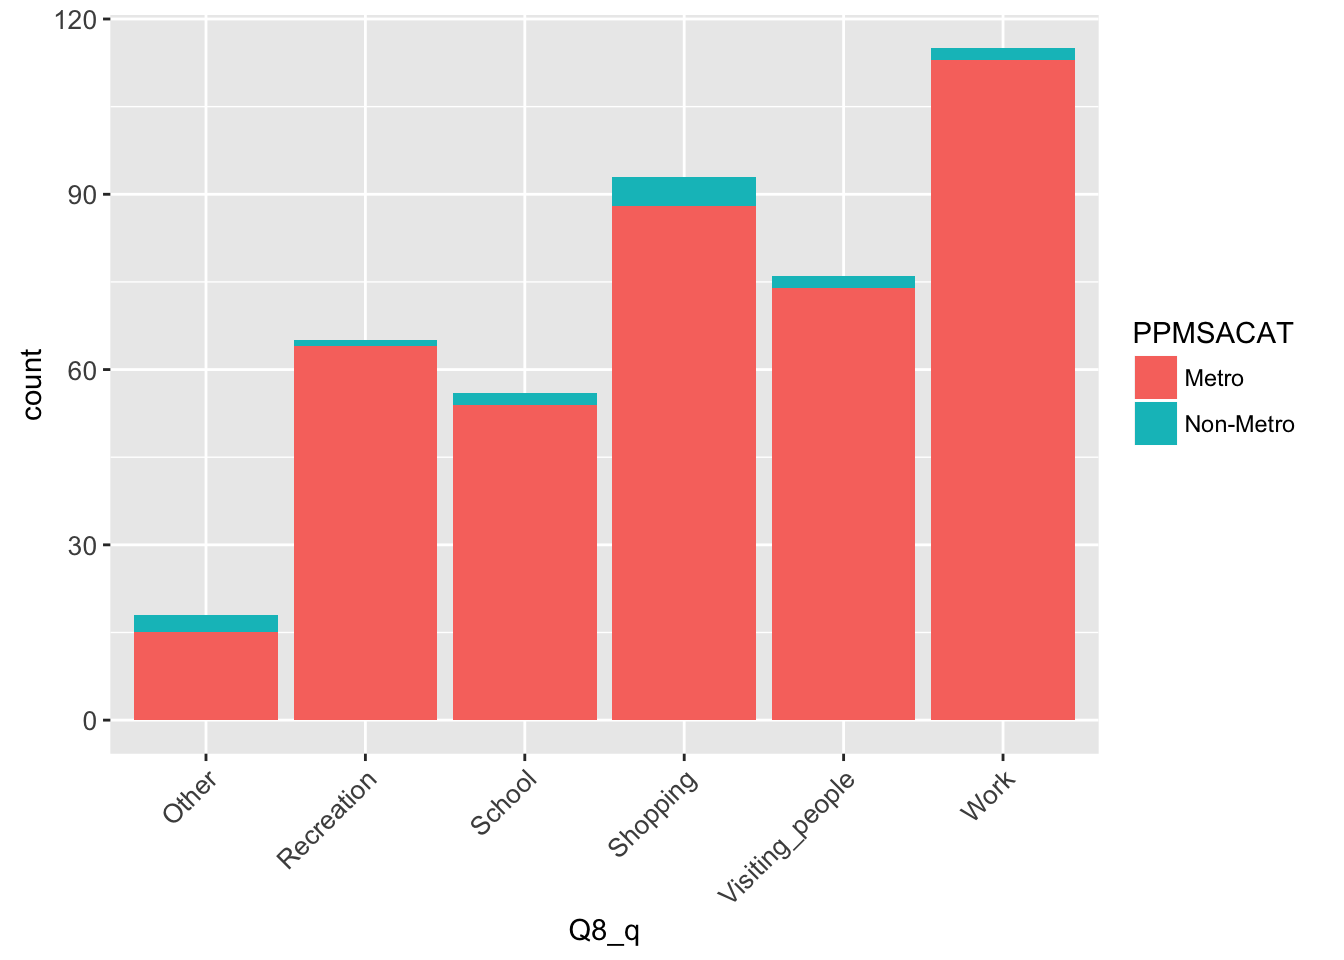 120
90
60
30
0
count
Other
Recreation
School
Shopping
Visiting_people
Work
Q8_q
PPMSACAT
Metro
Non-Metro